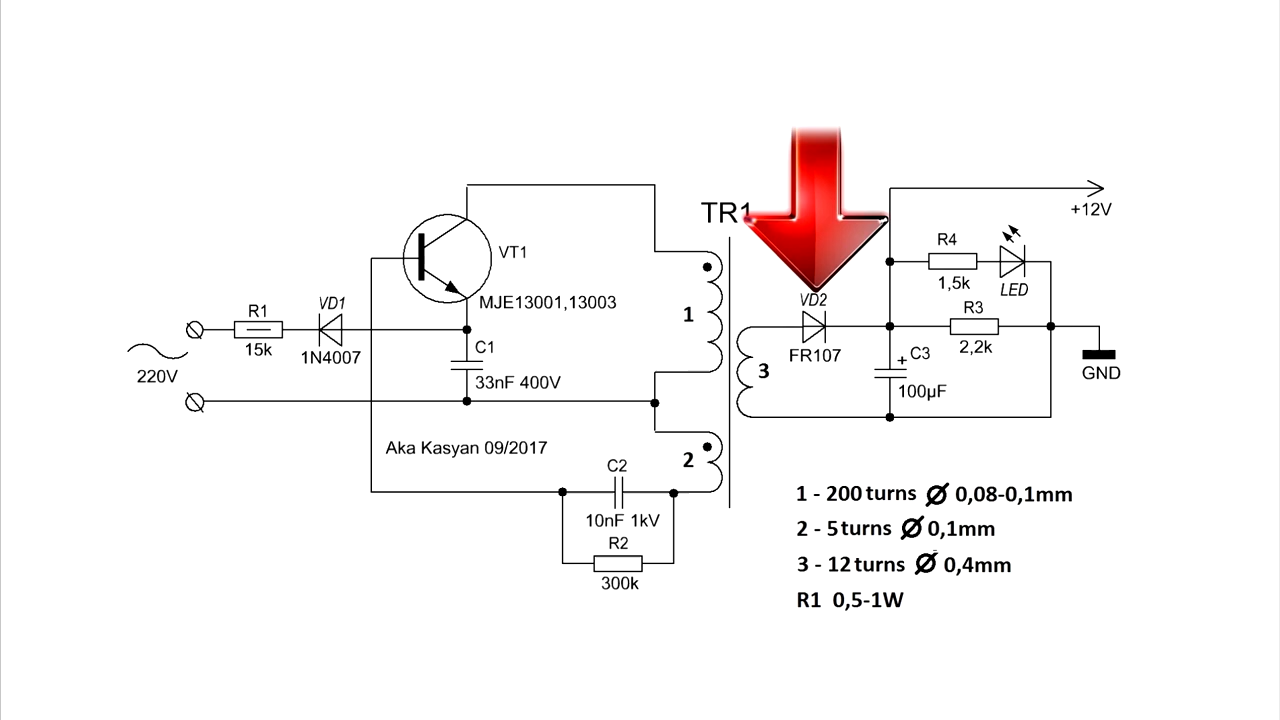 TR1
+12V
R4
1,5k
LED
VT1
MJE13001,13003
VD1
R1
15k
1N4007
220V
C1
33nF 400V
VD2
FR107
R3
2,2k
+
C3
100µF
GND
1
3
2
Aka Kasyan 09/2017
C2
10nF 1kV
R2
300k
1 - 200 turns Ø 0,08-0,1mm
2 - 5 turns Ø 0,1mm
3 - 12 turns Ø 0,4mm
R1 0,5-1W